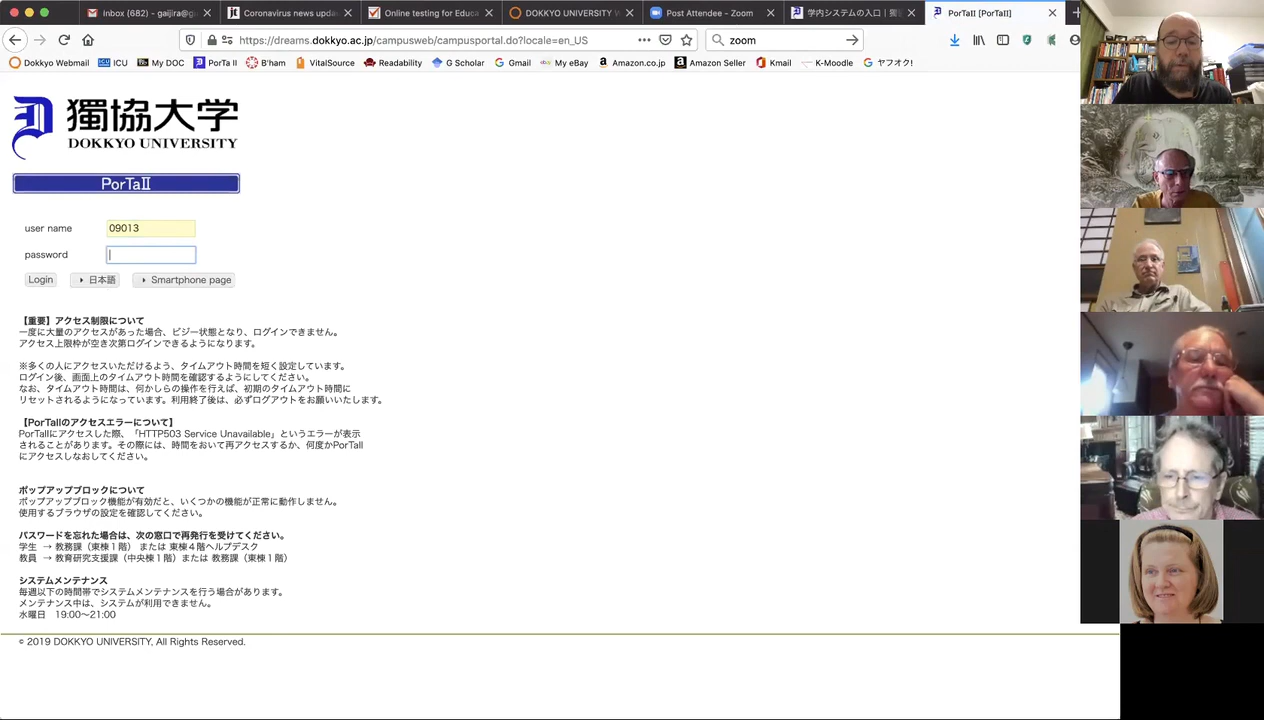 Inbox (682) – gaijira@g
Coronavirus news upda
Online testing for Educa
DOKKYO UNIVERSITY W
Post Attendee - Zoom
学内システムの入口 | 獨
PorTaII [PorTaII]
https://dreams.dokkyo.ac.jp/campusweb/campusportal.do?locale=en_US
zoom
Dokkyo Webmail
ICU
My DOC
PorTa II
B'ham
VitalSource
Readability
G Scholar
Gmail
My eBay
Amazon.co.jp
Amazon Seller
Kmail
K-Moodle
ヤフオク!
獨協大学
DOKKYO UNIVERSITY
PorTaII
user name 09013
password
Login 日本語 Smartphone page
【重要】アクセス制限について
一度に大量のアクセスがあった場合、ビジー状態となり、ログインできません。
アクセス上限枠が空き次第ログインできるようになります。
※多くの人にアクセスいただけるよう、タイムアウト時間を短く設定しています。
ログイン後、画面上のタイムアウト時間を確認するようにしてください。
なお、タイムアウト時間は、何かしらの操作を行えば、初期のタイムアウト時間に
リセットされるようになっています。利用終了後は、必ずログアウトをお願いいたします。
【PorTaIIのアクセスエラーについて】
PorTaIIにアクセスした際、「HTTP503 Service Unavailable」というエラーが表示
されることがあります。その際には、時間をおいて再アクセスするか、何度かPorTaII
にアクセスしなおしてください。
ポップアップブロックについて
ポップアップブロック機能が有効だと、いくつかの機能が正常に動作しません。
使用するブラウザの設定を確認してください。
パスワードを忘れた場合は、次の窓口で再発行を受けてください。
学生 → 教務課（東棟１階） または 東棟４階ヘルプデスク
教員 → 教育研究支援課（中央棟１階）または 教務課（東棟１階）
システムメンテナンス
毎週以下の時間帯でシステムメンテナンスを行う場合があります。
メンテナンス中は、システムが利用できません。
水曜日 19:00～21:00
© 2019 DOKKYO UNIVERSITY, All Rights Reserved.